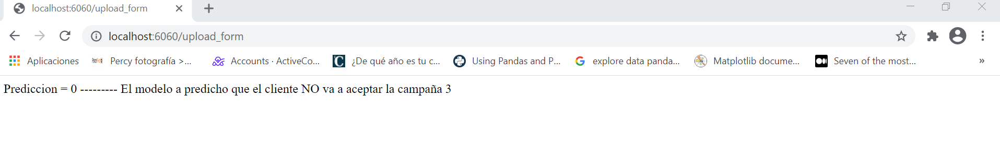 localhost:6060/upload_form
localhost:6060/upload_form
Aplicaciones Percy fotografía >... Accounts · ActiveCo... C ¿De qué año es tu c... Using Pandas and P... G explore data panda... Matplotlib docume... Seven of the most... »
Prediccion = 0 --------- El modelo a predicho que el cliente NO va a aceptar la campaña 3